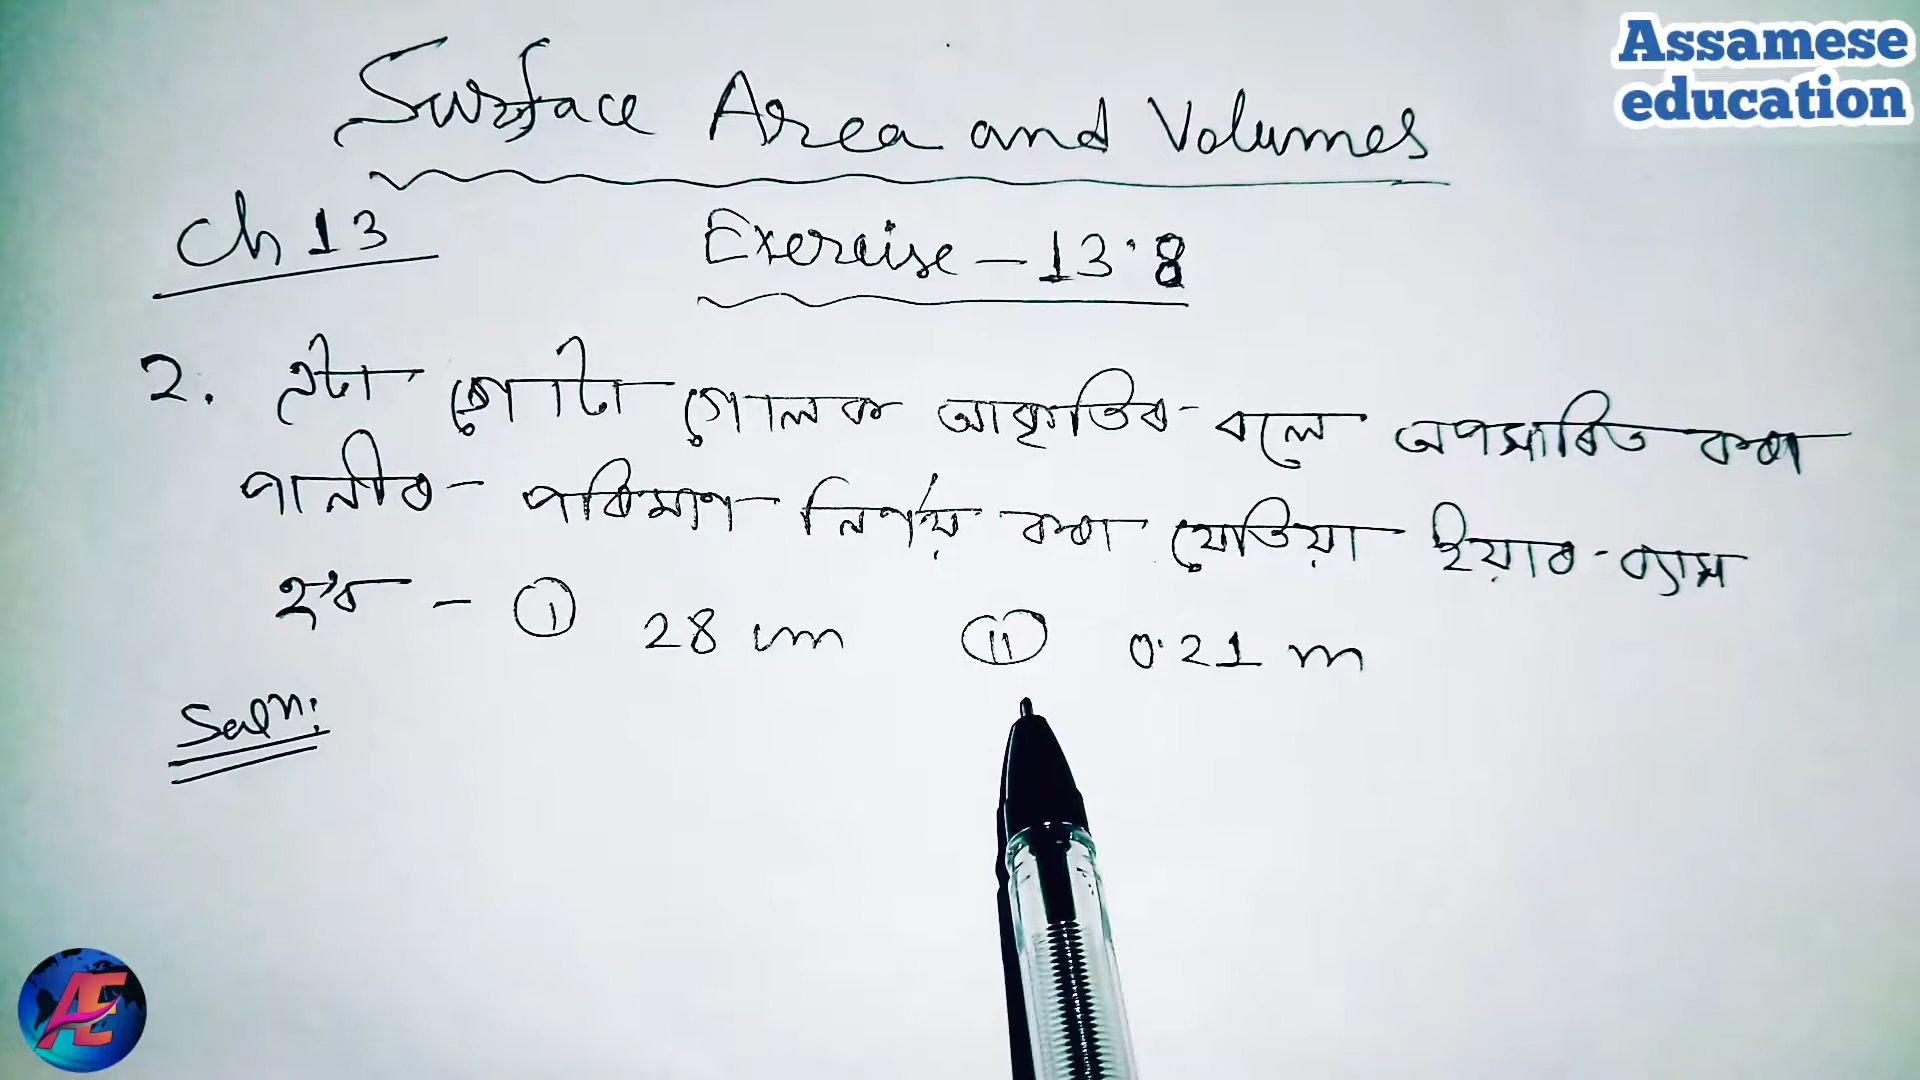 Assamese
education
Surface Area and Volumes
Ch 13
Exercise - 13.8
2. এটা গোটা গোলক আকৃতিৰ বলে অপসাৰিত কৰা
পানীৰ পৰিমাণ নিৰ্ণয় কৰা যেতিয়া ইয়াৰ ব্যাস
হ'ব - (i) 28 cm (ii) 0.21 m
Soln:
AE